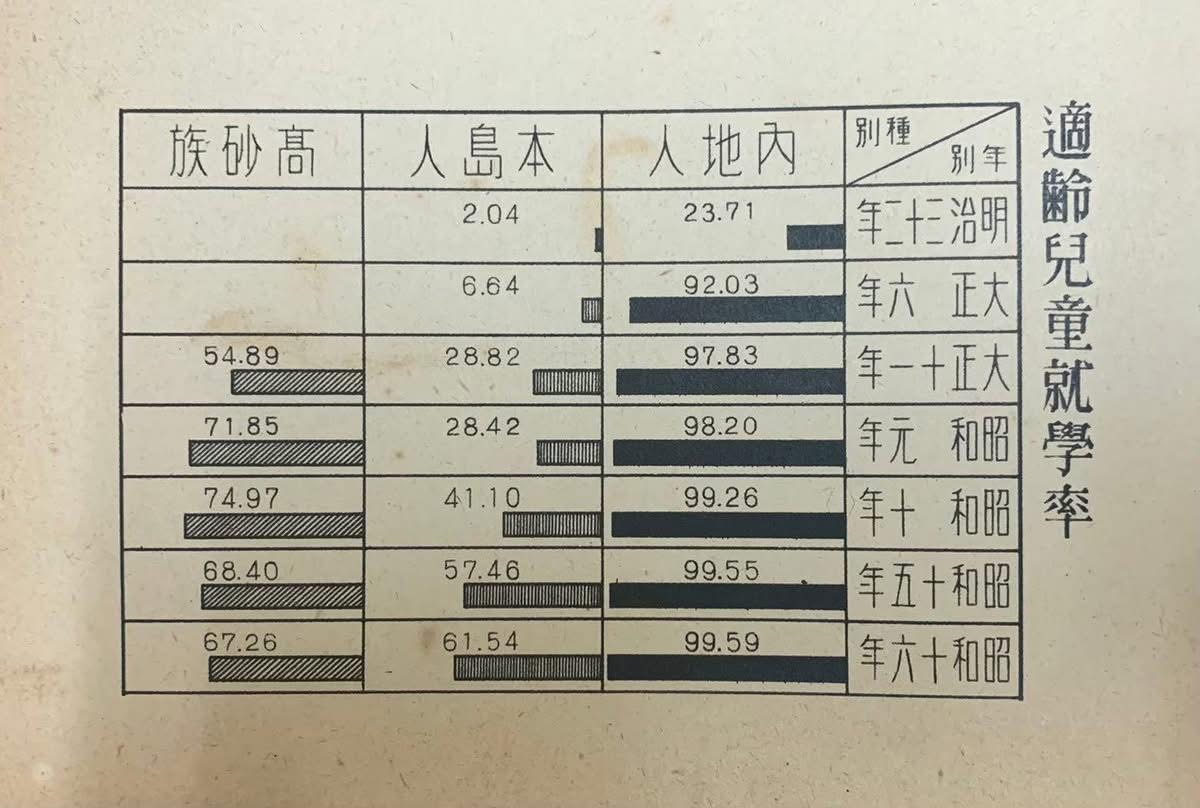 適齡兒童就學率
種別 年別 內地人 本島人 髙砂族
明治三十二年 23.71 2.04
大正六年 92.03 6.64
大正十一年 97.83 28.82 54.89
昭和元年 98.20 28.42 71.85
昭和十年 99.26 41.10 74.97
昭和十五年 99.55 57.46 68.40
昭和十六年 99.59 61.54 67.26